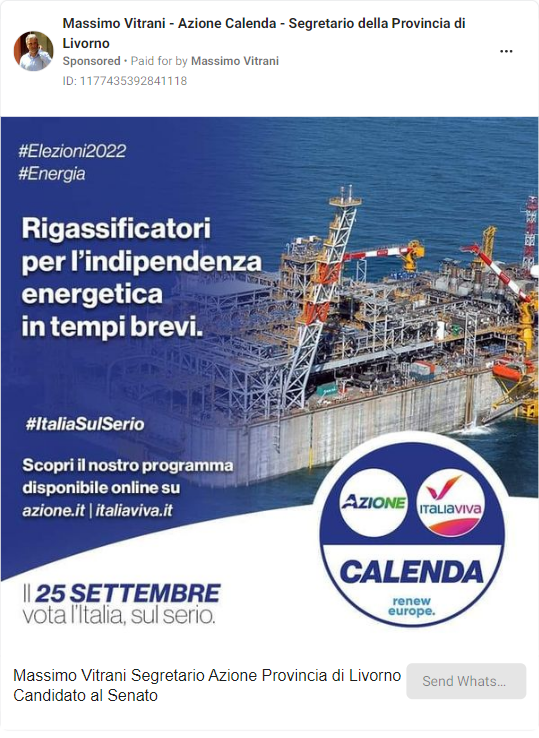 Massimo Vitrani - Azione Calenda - Segretario della Provincia di
Livorno
Sponsored • Paid for by Massimo Vitrani
ID: 1177435392841118
#Elezioni2022
#Energia
Rigassificatori
per l'indipendenza
energetica
in tempi brevi.
#ItaliaSulSerio
Scopri il nostro programma
disponibile online su
azione.it | italiaviva.it
AZIONE
ITALIAVIVA
CALENDA
renew
europe.
Il 25 SETTEMBRE
vota l'Italia, sul serio.
Massimo Vitrani Segretario Azione Provincia di Livorno
Candidato al Senato
Send Whats...